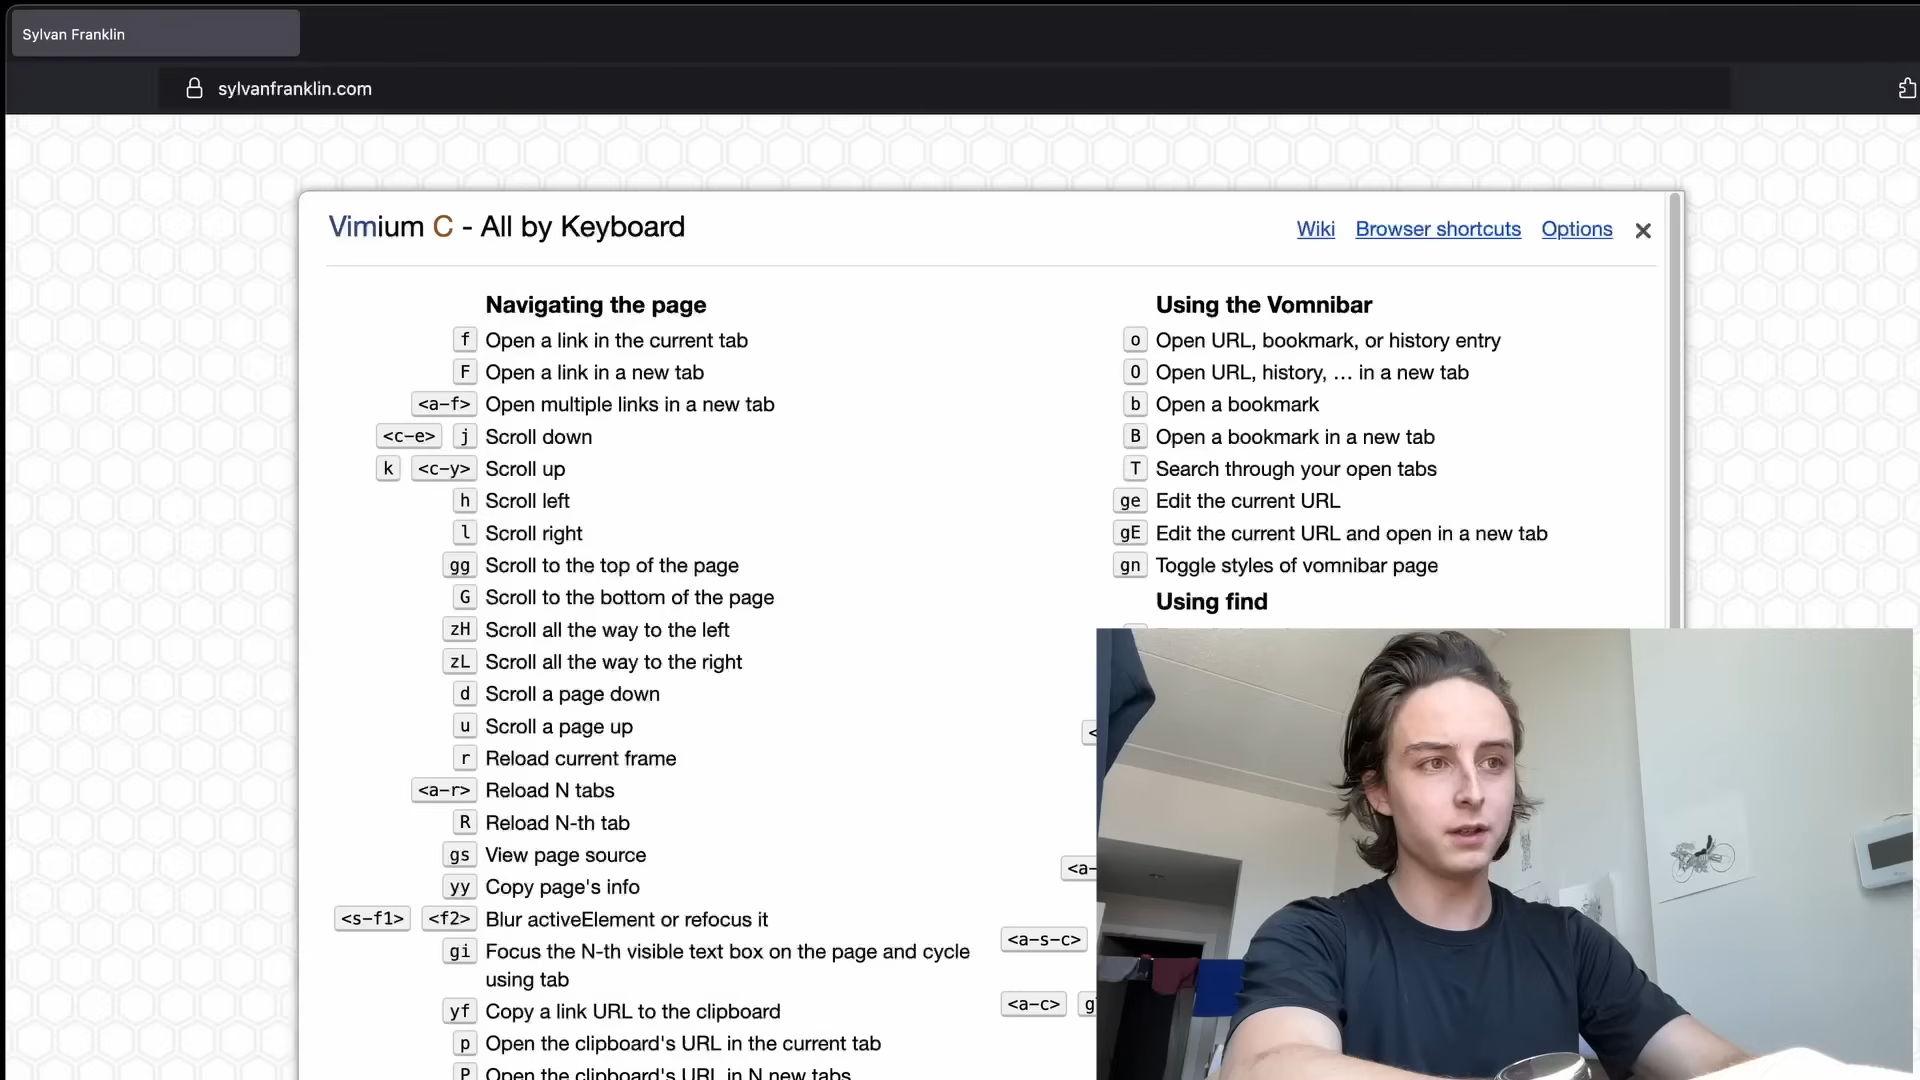 Sylvan Franklin
sylvanfranklin.com
Vimium C - All by Keyboard
Wiki Browser shortcuts Options
Navigating the page
f Open a link in the current tab
F Open a link in a new tab
<a-f> Open multiple links in a new tab
<c-e> j Scroll down
k <c-y> Scroll up
h Scroll left
l Scroll right
gg Scroll to the top of the page
G Scroll to the bottom of the page
zH Scroll all the way to the left
zL Scroll all the way to the right
d Scroll a page down
u Scroll a page up
r Reload current frame
<a-r> Reload N tabs
R Reload N-th tab
gs View page source
yy Copy page's info
<s-f1> <f2> Blur activeElement or refocus it
gi Focus the N-th visible text box on the page and cycle
using tab
yf Copy a link URL to the clipboard
p Open the clipboard's URL in the current tab
P Open the clipboard's URL in N new tabs
Using the Vomnibar
o Open URL, bookmark, or history entry
O Open URL, history, … in a new tab
b Open a bookmark
B Open a bookmark in a new tab
T Search through your open tabs
ge Edit the current URL
gE Edit the current URL and open in a new tab
gn Toggle styles of vomnibar page
Using find
<
<a-
<a-s-c>
<a-c> g